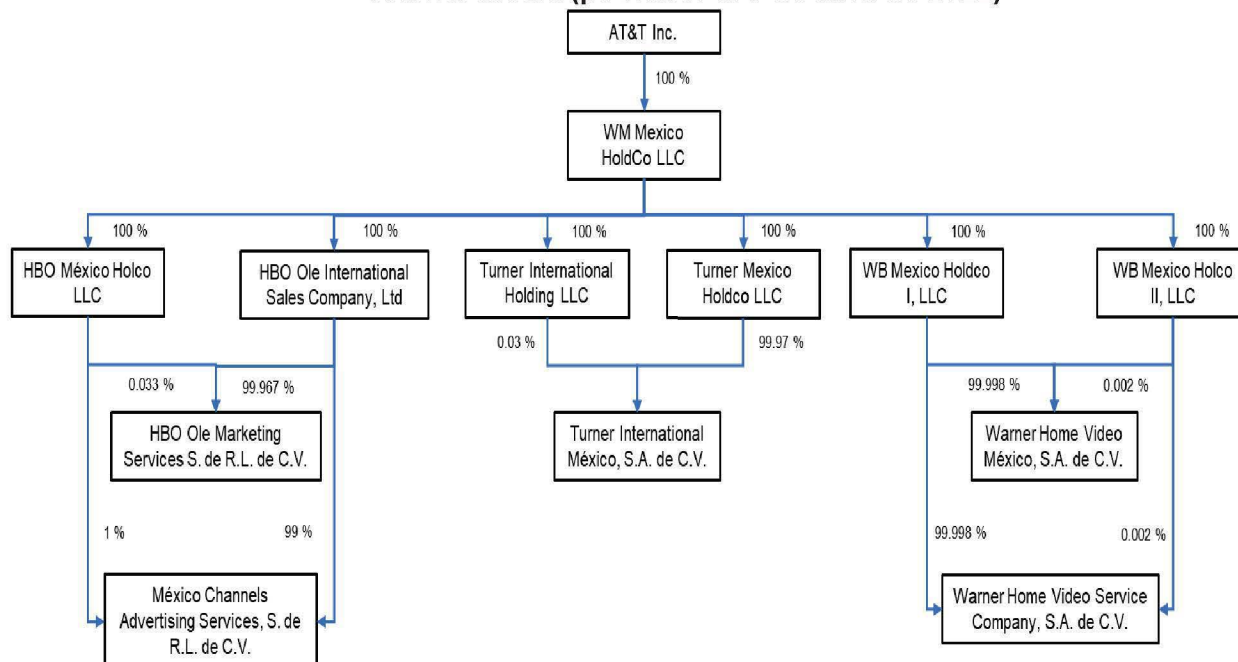 AT&T Inc.
100 %
WM Mexico
HoldCo LLC
100 %
100 %
100 %
100 %
100 %
100 %
HBO México Holco
LLC
HBO Ole International
Sales Company, Ltd
Turner International
Holding LLC
Turner Mexico
Holdco LLC
WB Mexico Holdco
I, LLC
WB Mexico Holco
II, LLC
0.033 %
99.967 %
0.03 %
99.97 %
99.998 %
0.002 %
HBO Ole Marketing
Services S. de R.L. de C.V.
Turner International
México, S.A. de C.V.
Warner Home Video
México, S.A. de C.V.
1 %
99 %
99.998 %
0.002 %
México Channels
Advertising Services, S. de
R.L. de C.V.
Warner Home Video Service
Company, S.A. de C.V.